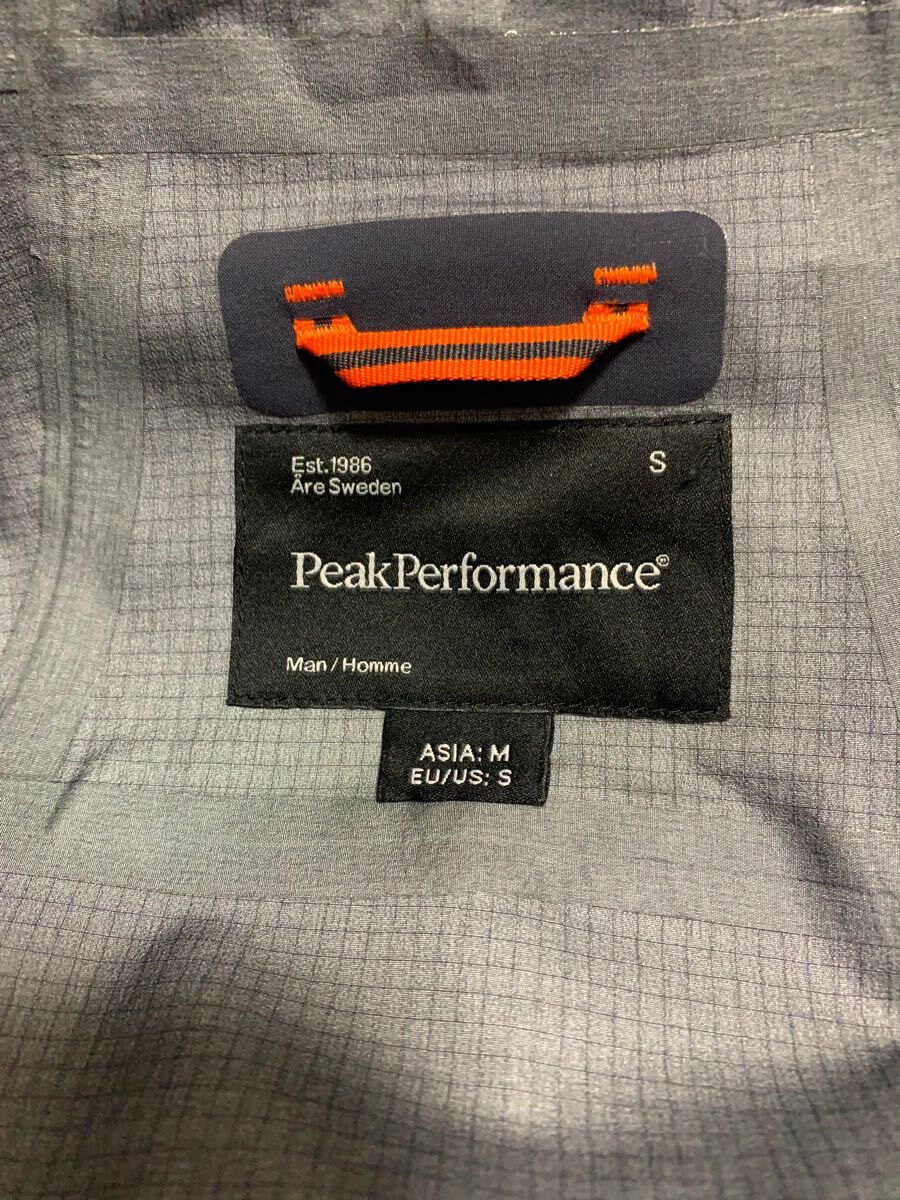 Est.1986
Åre Sweden
S
PeakPerformance®
Man / Homme
ASIA: M
EU/US: S